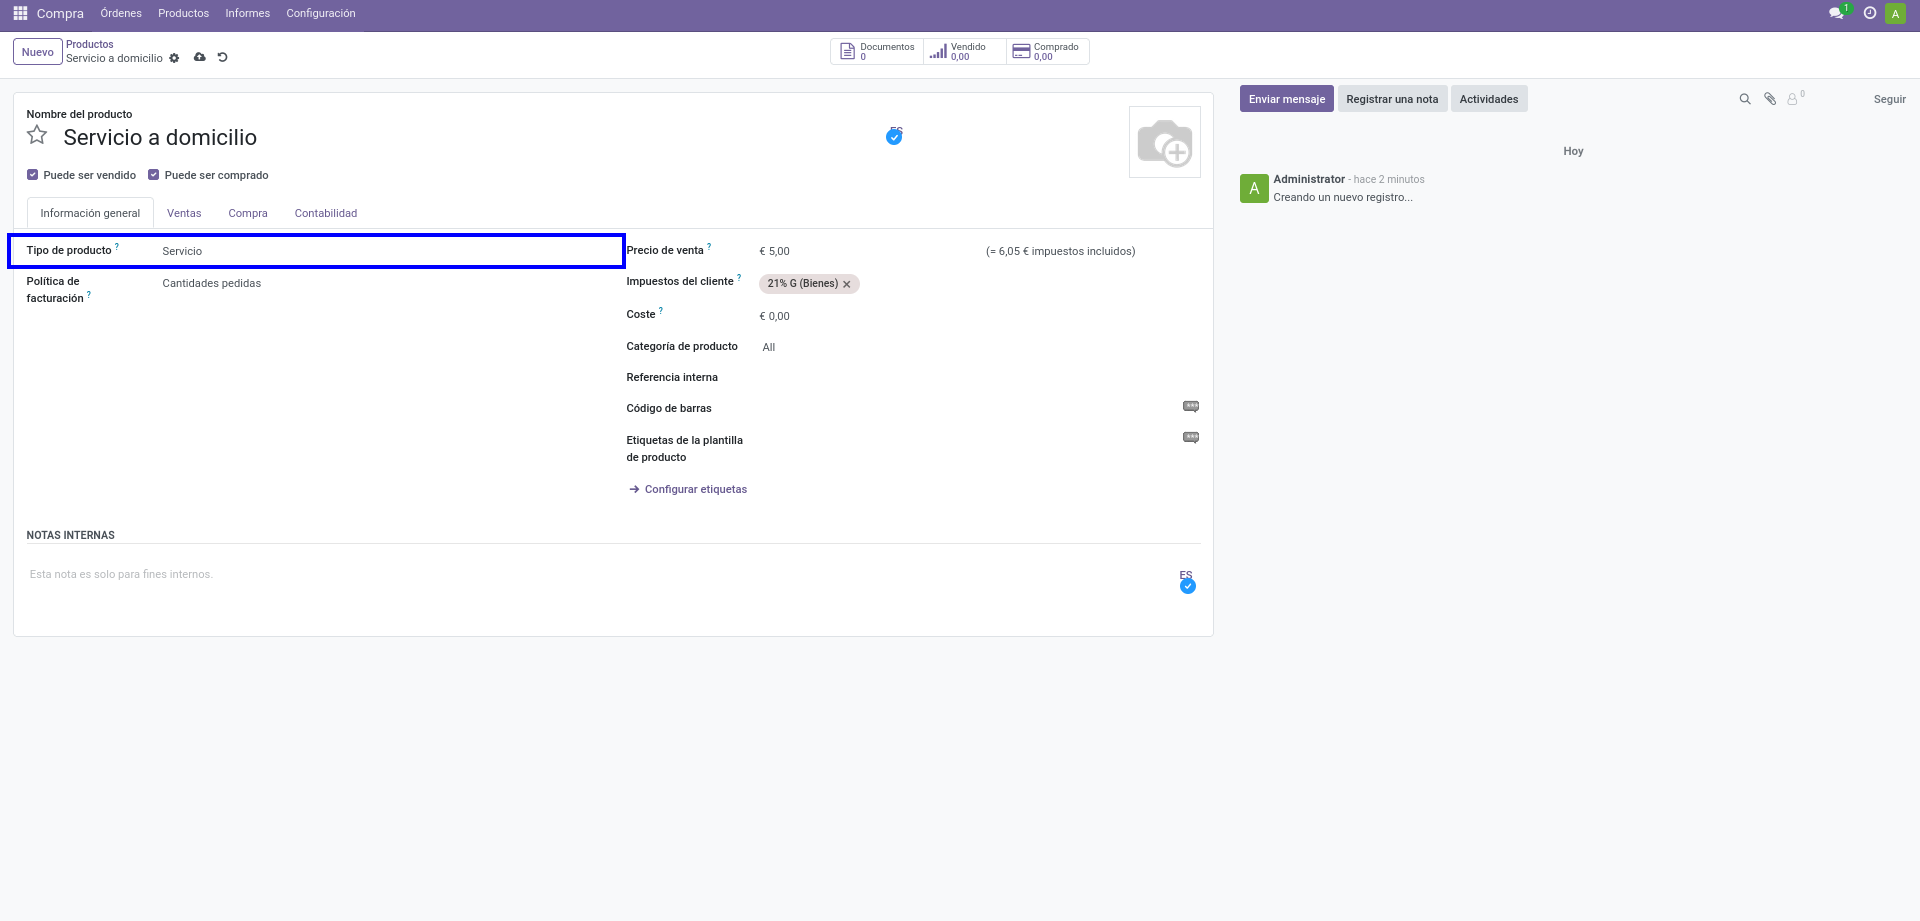 Compra Órdenes Productos Informes Configuración 1 A
Nuevo
Productos
Servicio a domicilio
Documentos
0
Vendido
0,00
Comprado
0,00
Nombre del producto
Servicio a domicilio
ES
Puede ser vendido Puede ser comprado
Información general Ventas Compra Contabilidad
Tipo de producto ? Servicio
Política de
facturación ? Cantidades pedidas
Precio de venta ? € 5,00 (= 6,05 € impuestos incluidos)
Impuestos del cliente ? 21% G (Bienes)
Coste ? € 0,00
Categoría de producto All
Referencia interna
Código de barras
Etiquetas de la plantilla
de producto
Configurar etiquetas
NOTAS INTERNAS
Esta nota es solo para fines internos.
ES
Enviar mensaje Registrar una nota Actividades 0 Seguir
Hoy
A
Administrator - hace 2 minutos
Creando un nuevo registro...